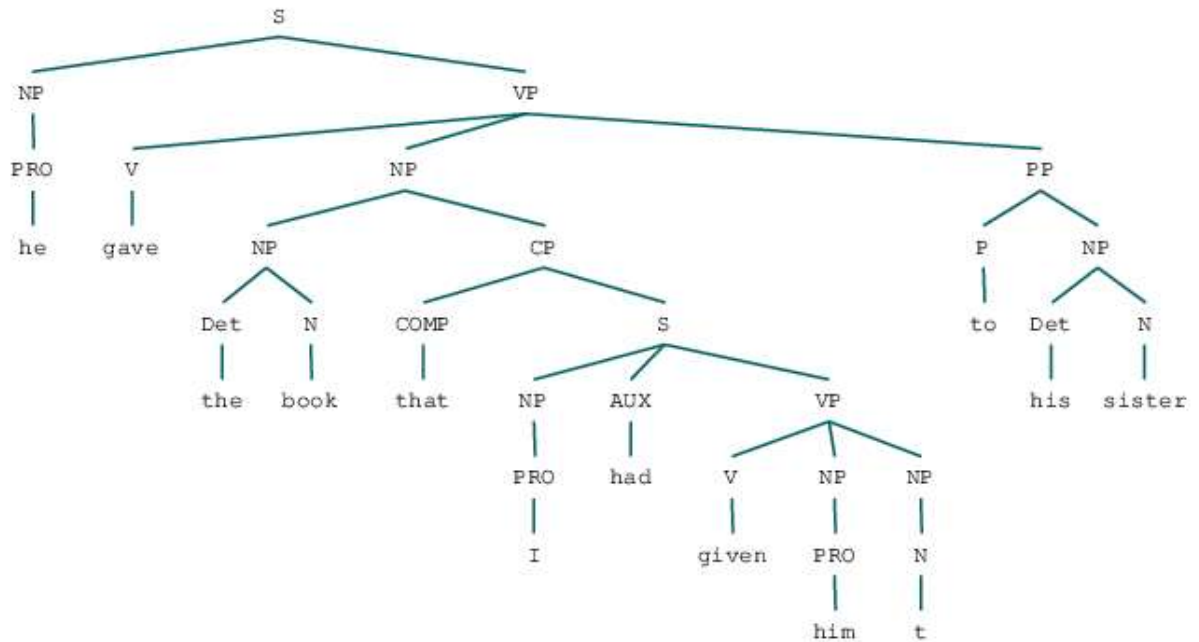 S
NP VP
PRO V NP PP
he gave NP CP P NP
Det N COMP S to Det N
the book that NP AUX VP his sister
PRO had V NP NP
I given PRO N
him t